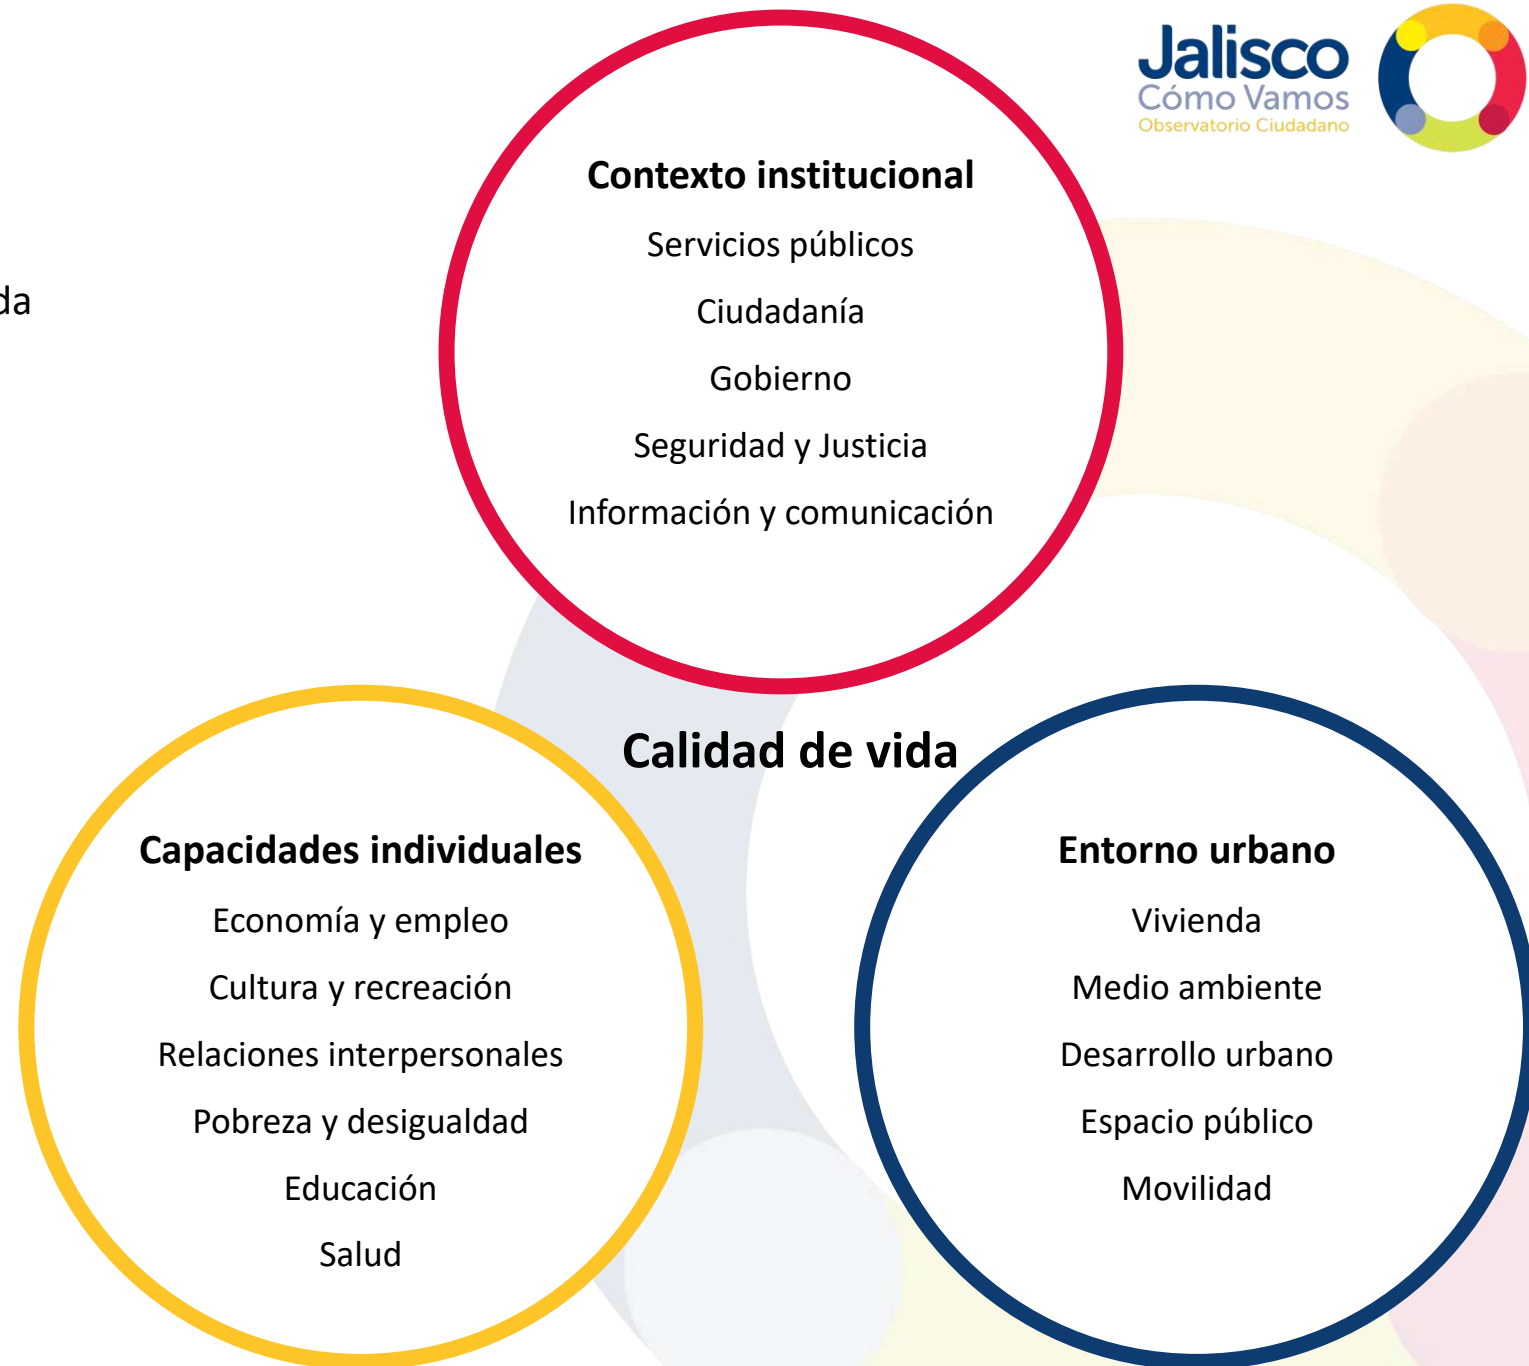 Jalisco
Cómo Vamos
Observatorio Ciudadano
Contexto institucional
Servicios públicos
da
Ciudadanía
Gobierno
Seguridad y Justicia
Información y comunicación
Calidad de vida
Capacidades individuales
Economía y empleo
Cultura y recreación
Relaciones interpersonales
Pobreza y desigualdad
Educación
Salud
Entorno urbano
Vivienda
Medio ambiente
Desarrollo urbano
Espacio público
Movilidad